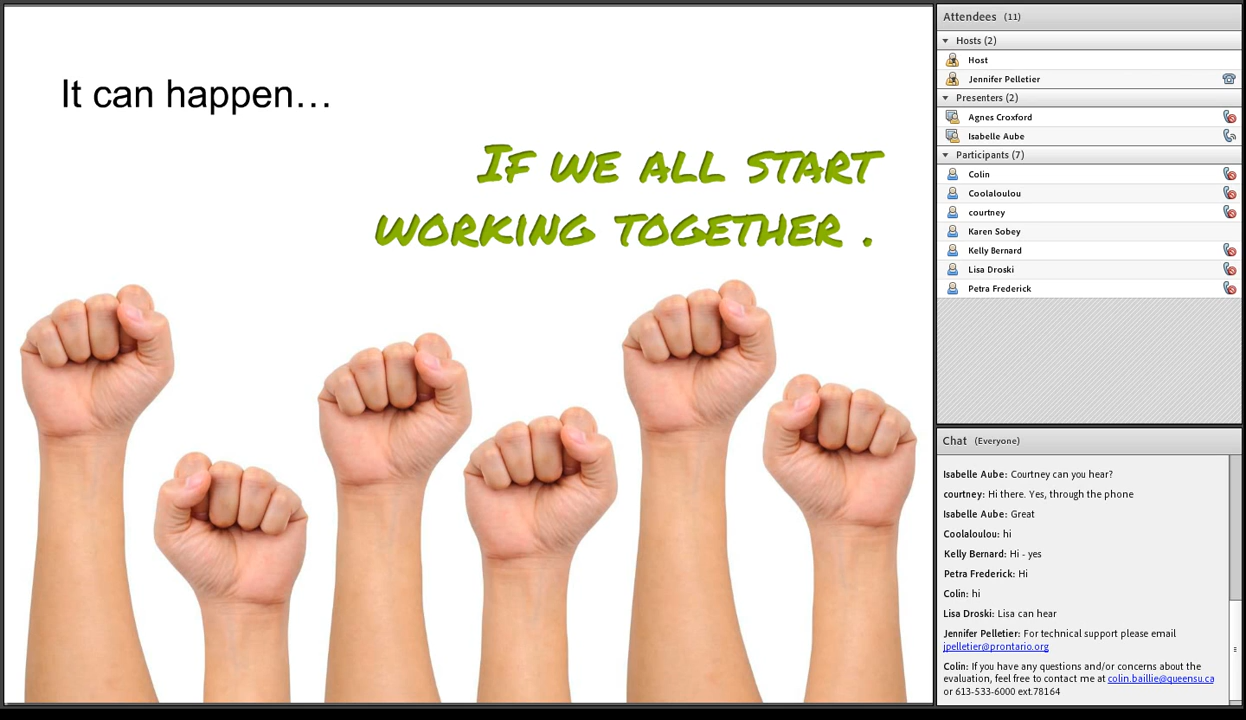 It can happen…
If we all start
working together .
Attendees (11)
Hosts (2)
Host
Jennifer Pelletier
Presenters (2)
Agnes Croxford
Isabelle Aube
Participants (7)
Colin
Coolaloulou
courtney
Karen Sobey
Kelly Bernard
Lisa Droski
Petra Frederick
Chat (Everyone)
Isabelle Aube: Courtney can you hear?
courtney: Hi there. Yes, through the phone
Isabelle Aube: Great
Coolaloulou: hi
Kelly Bernard: Hi - yes
Petra Frederick: Hi
Colin: hi
Lisa Droski: Lisa can hear
Jennifer Pelletier: For technical support please email
jpelletier@prontario.org
Colin: If you have any questions and/or concerns about the
evaluation, feel free to contact me at colin.baillie@queensu.ca
or 613-533-6000 ext.78164